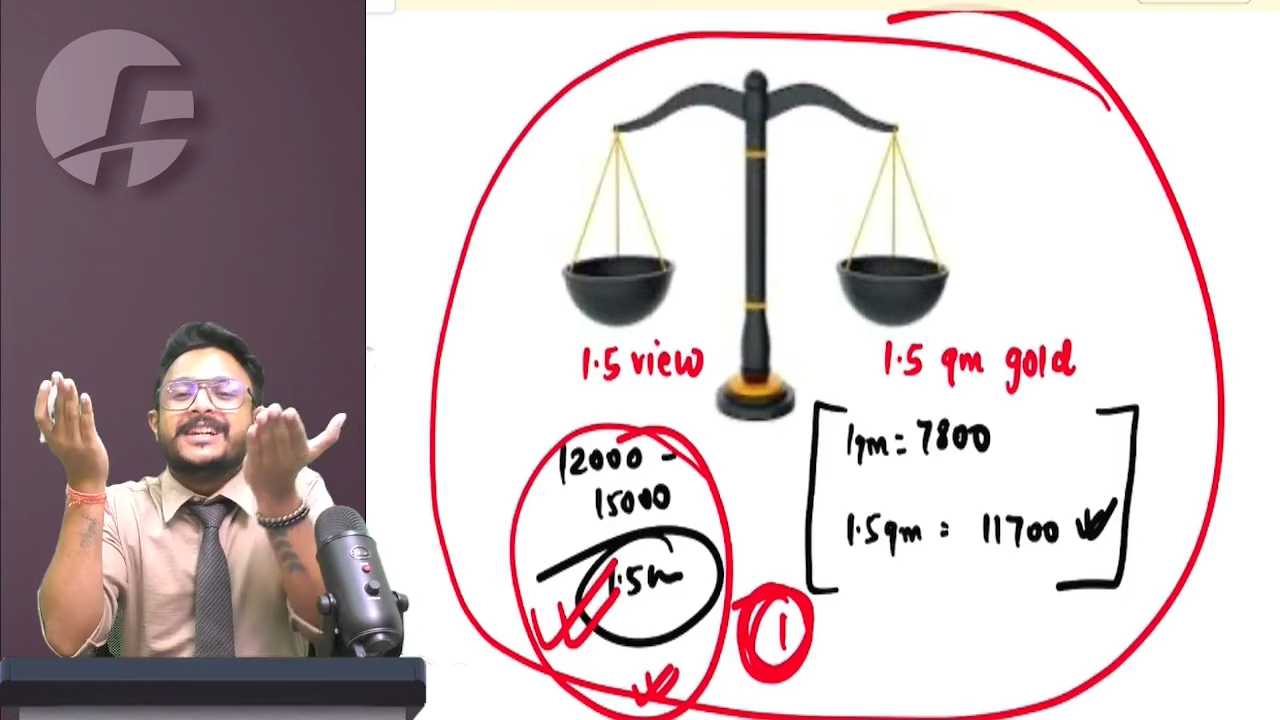 1.5 view
1.5 gm gold
12000 -
15000
1.5m
1gm = 7800
1.5gm = 11700
1